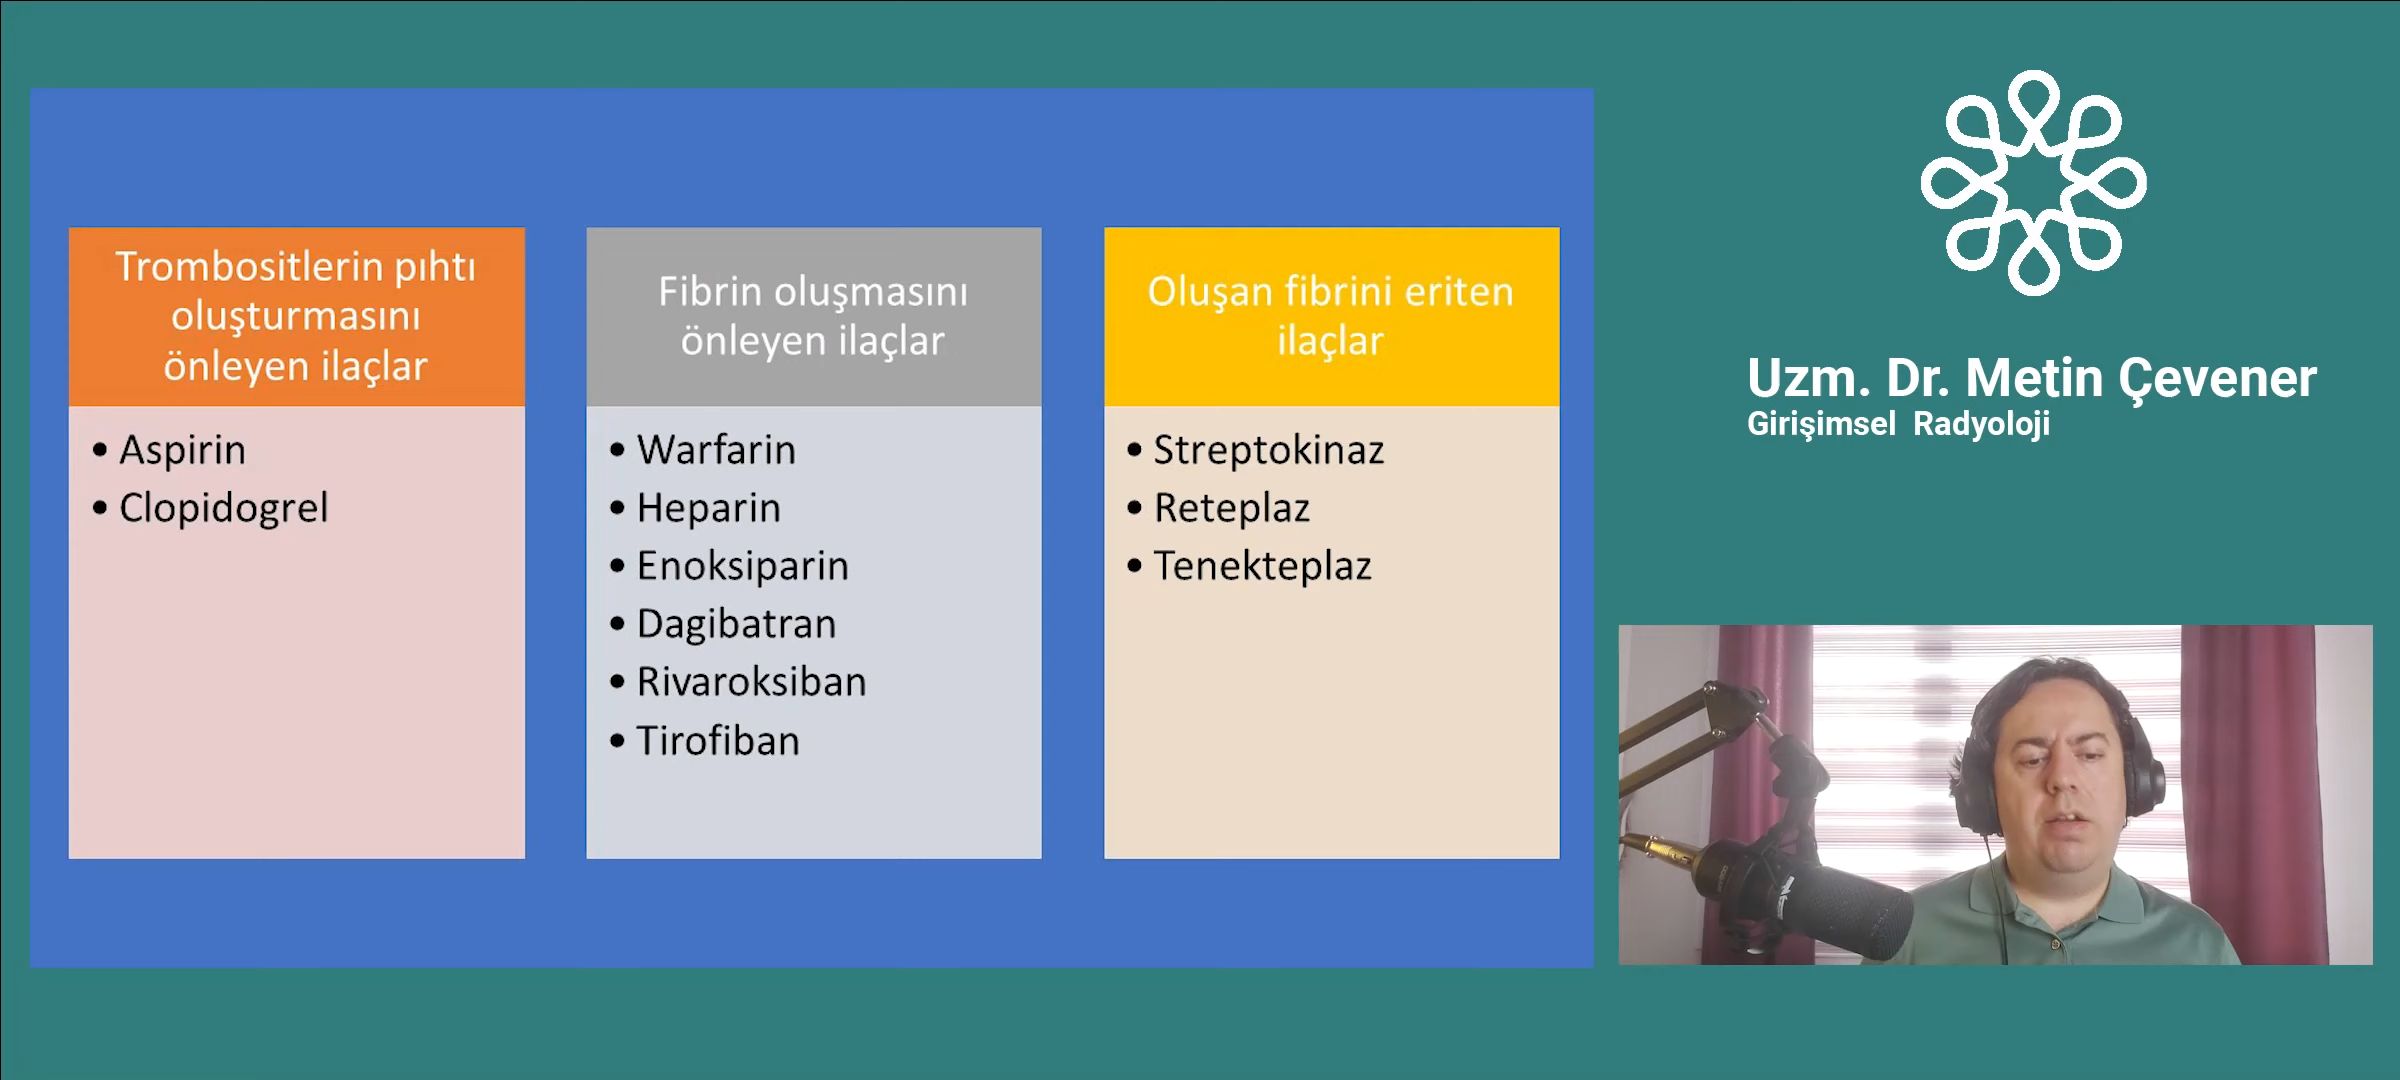 Trombositlerin pıhtı
oluşturmasını
önleyen ilaçlar
• Aspirin
• Clopidogrel
Fibrin oluşmasını
önleyen ilaçlar
• Warfarin
• Heparin
• Enoksiparin
• Dagibatran
• Rivaroksiban
• Tirofiban
Oluşan fibrini eriten
ilaçlar
• Streptokinaz
• Reteplaz
• Tenekteplaz
Uzm. Dr. Metin Çevener
Girişimsel Radyoloji